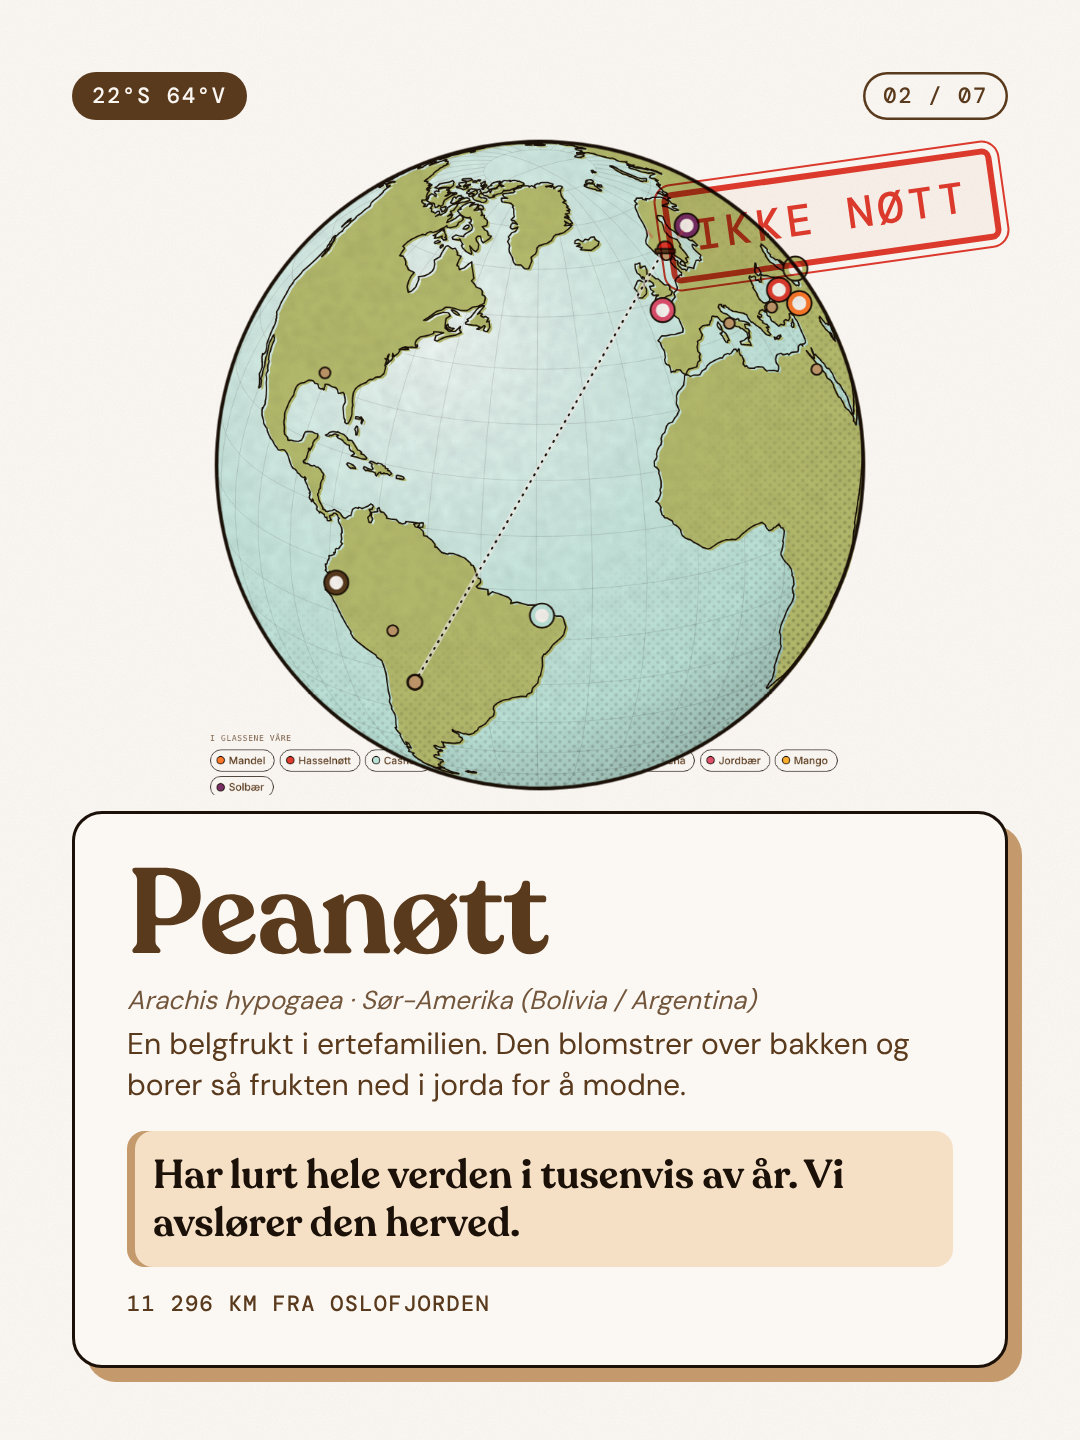 22°S 64°V
02 / 07
IKKE NØTT
I GLASSENE VÅRE
Mandel
Hasselnøtt
Jordbær
Mango
Solbær
Peanøtt
Arachis hypogaea · Sør-Amerika (Bolivia / Argentina)
En belgfrukt i ertefamilien. Den blomstrer over bakken og
borer så frukten ned i jorda for å modne.
Har lurt hele verden i tusenvis av år. Vi
avslører den herved.
11 296 KM FRA OSLOFJORDEN